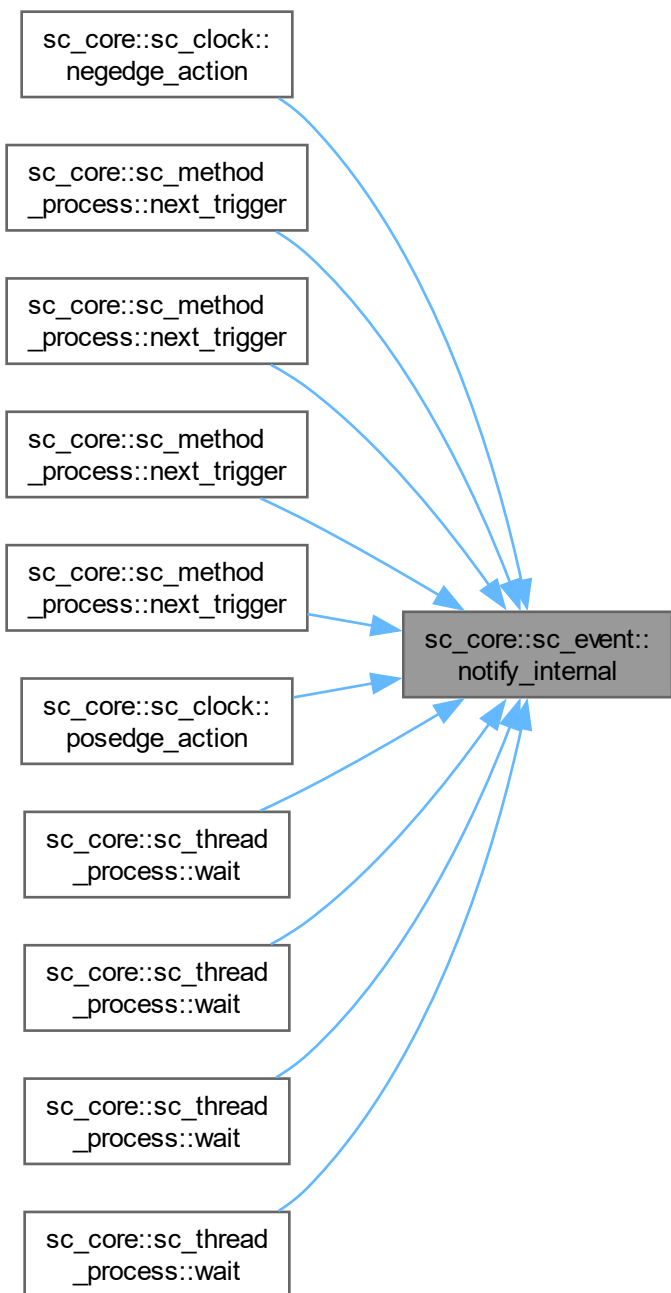 sc_core::sc_clock::
negedge_action
sc_core::sc_method
_process::next_trigger
sc_core::sc_method
_process::next_trigger
sc_core::sc_method
_process::next_trigger
sc_core::sc_method
_process::next_trigger
sc_core::sc_event::
notify_internal
sc_core::sc_clock::
posedge_action
sc_core::sc_thread
_process::wait
sc_core::sc_thread
_process::wait
sc_core::sc_thread
_process::wait
sc_core::sc_thread
_process::wait